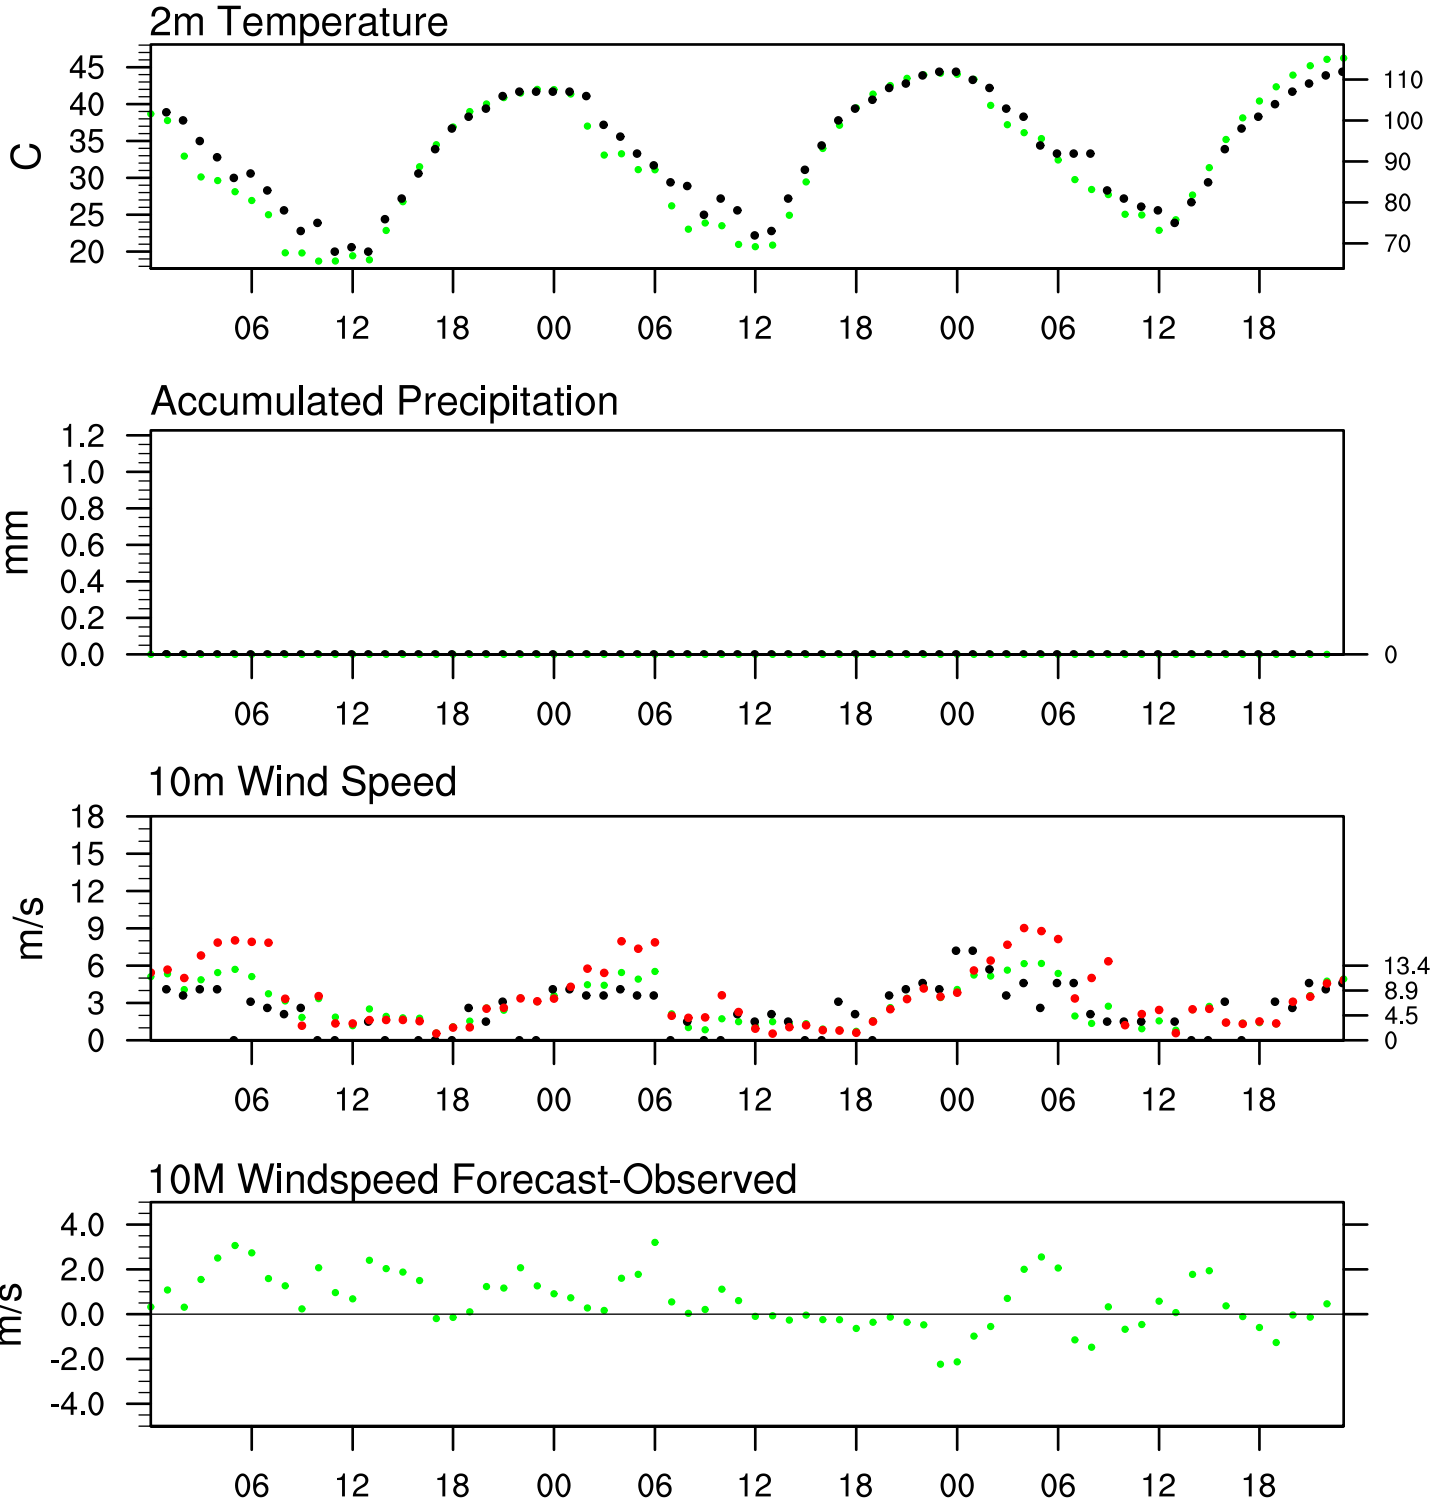 2m Temperature
45
40
35
30
25
20
C
110
100
90
80
70
06 12 18 00 06 12 18 00 06 12 18
Accumulated Precipitation
1.2
1.0
0.8
0.6
0.4
0.2
0.0
mm
0
06 12 18 00 06 12 18 00 06 12 18
10m Wind Speed
18
15
12
9
6
3
0
m/s
13.4
8.9
4.5
0
06 12 18 00 06 12 18 00 06 12 18
10M Windspeed Forecast-Observed
4.0
2.0
0.0
-2.0
-4.0
m/s
06 12 18 00 06 12 18 00 06 12 18